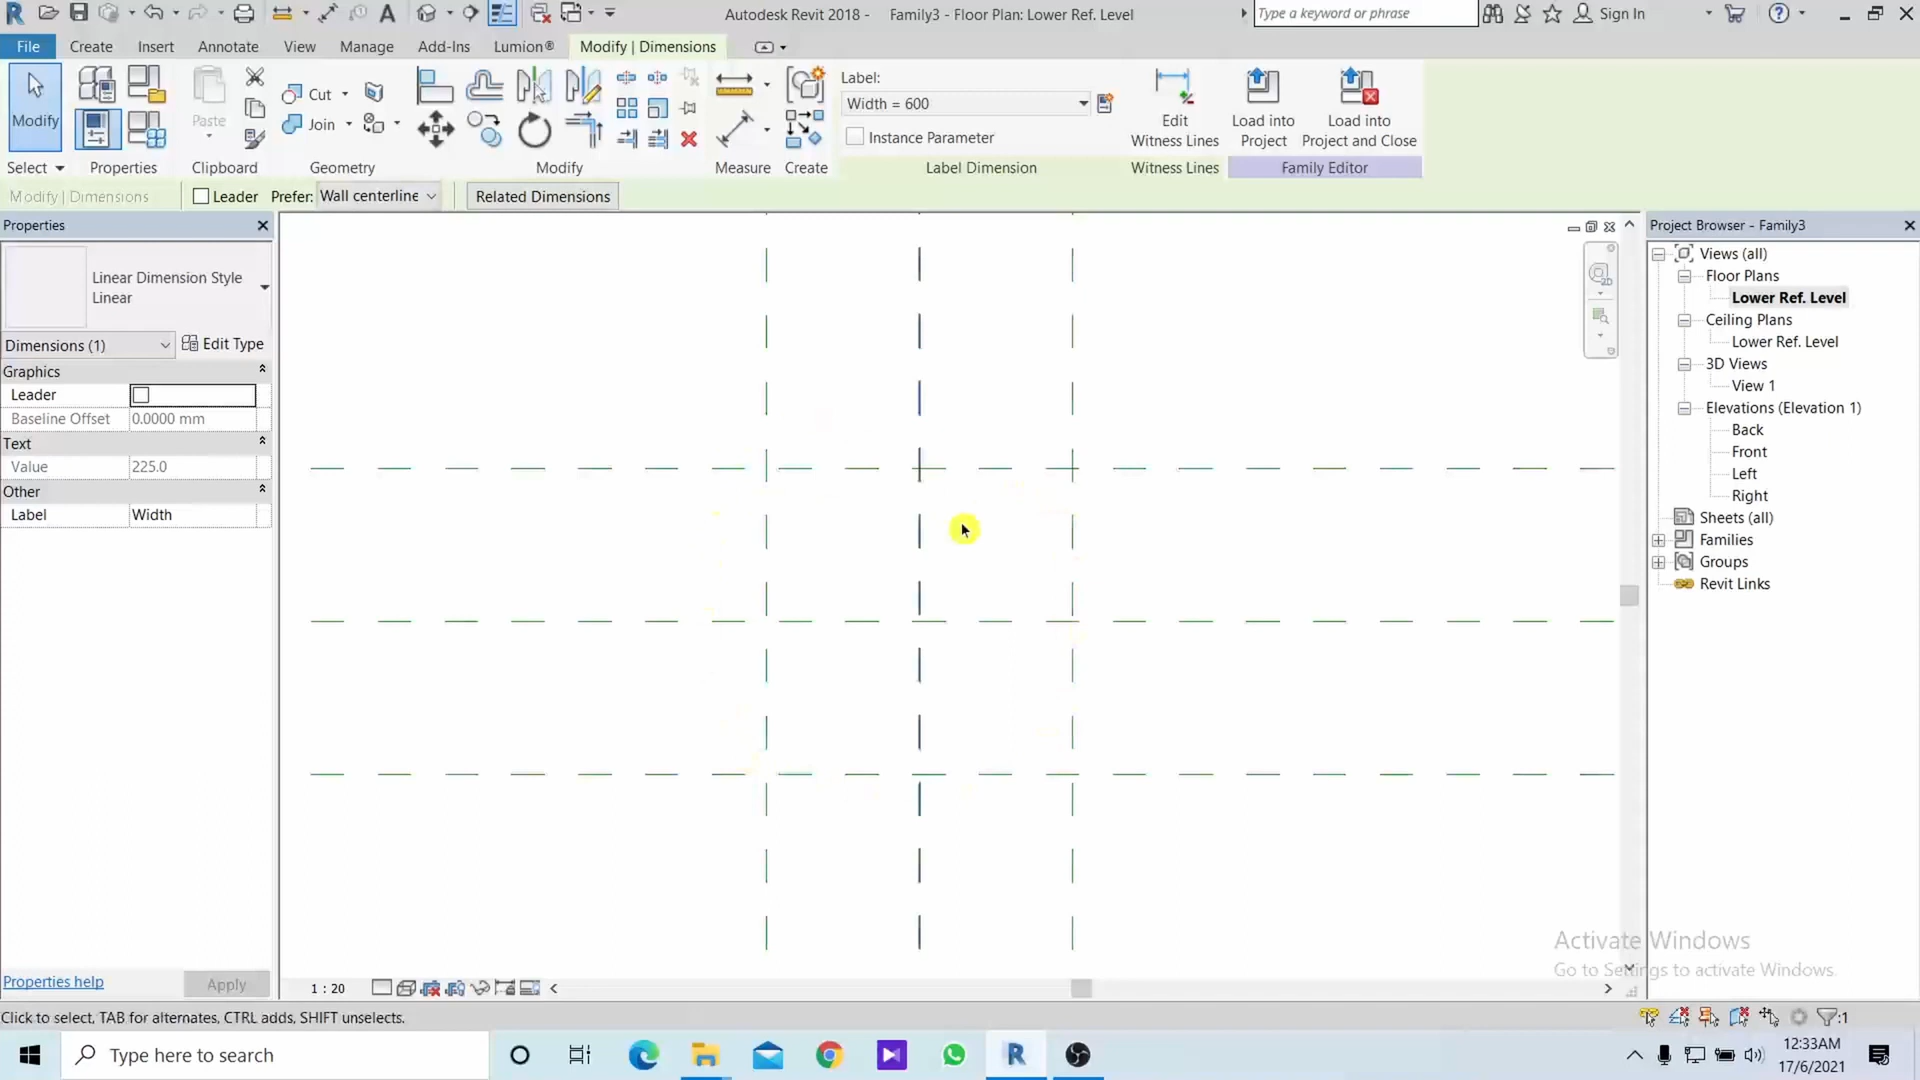 Autodesk Revit 2018 - Family3 - Floor Plan: Lower Ref. Level
Type a keyword or phrase
Sign In
File Create Insert Annotate View Manage Add-Ins Lumion® Modify | Dimensions
Modify
Paste
Cut
Join
Label:
Width = 600
Instance Parameter
Edit
Witness Lines
Load into
Project
Load into
Project and Close
Select Properties Clipboard Geometry Modify Measure Create Label Dimension Witness Lines Family Editor
Modify | Dimensions
Leader Prefer: Wall centerline Related Dimensions
Properties
Linear Dimension Style
Linear
Dimensions (1)
Edit Type
Graphics
Leader
Baseline Offset 0.0000 mm
Text
Value 225.0
Other
Label Width
Properties help
Apply
1 : 20
Project Browser - Family3
Views (all)
Floor Plans
Lower Ref. Level
Ceiling Plans
Lower Ref. Level
3D Views
View 1
Elevations (Elevation 1)
Back
Front
Left
Right
Sheets (all)
Families
Groups
Revit Links
Activate Windows
Go to Settings to activate Windows.
Click to select, TAB for alternates, CTRL adds, SHIFT unselects.
:1
Type here to search
12:33AM
17/6/2021